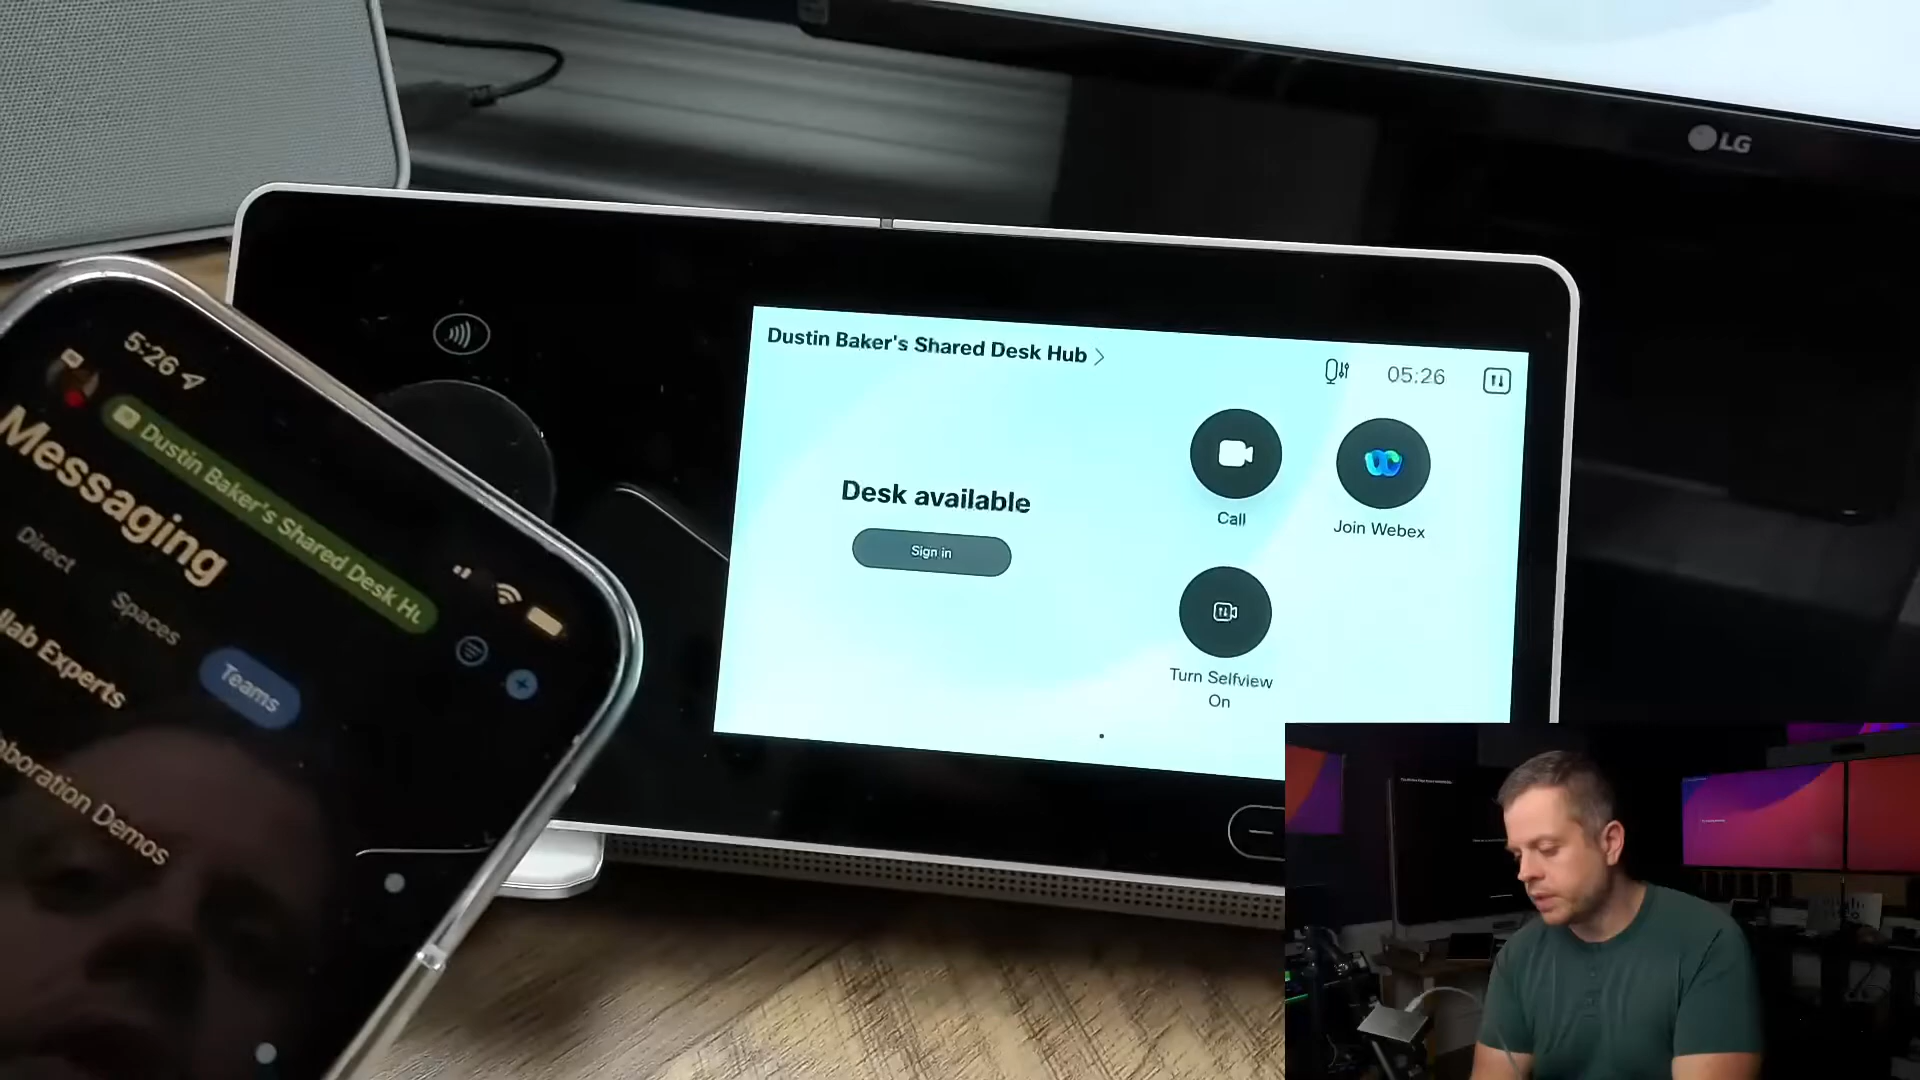 LG
Dustin Baker's Shared Desk Hub
05:26
Desk available
Sign in
Call
Join Webex
Turn Selfview
On
5:26
Dustin Baker's Shared Desk Hu
Messaging
Direct
Spaces
Teams
llab Experts
boration Demos